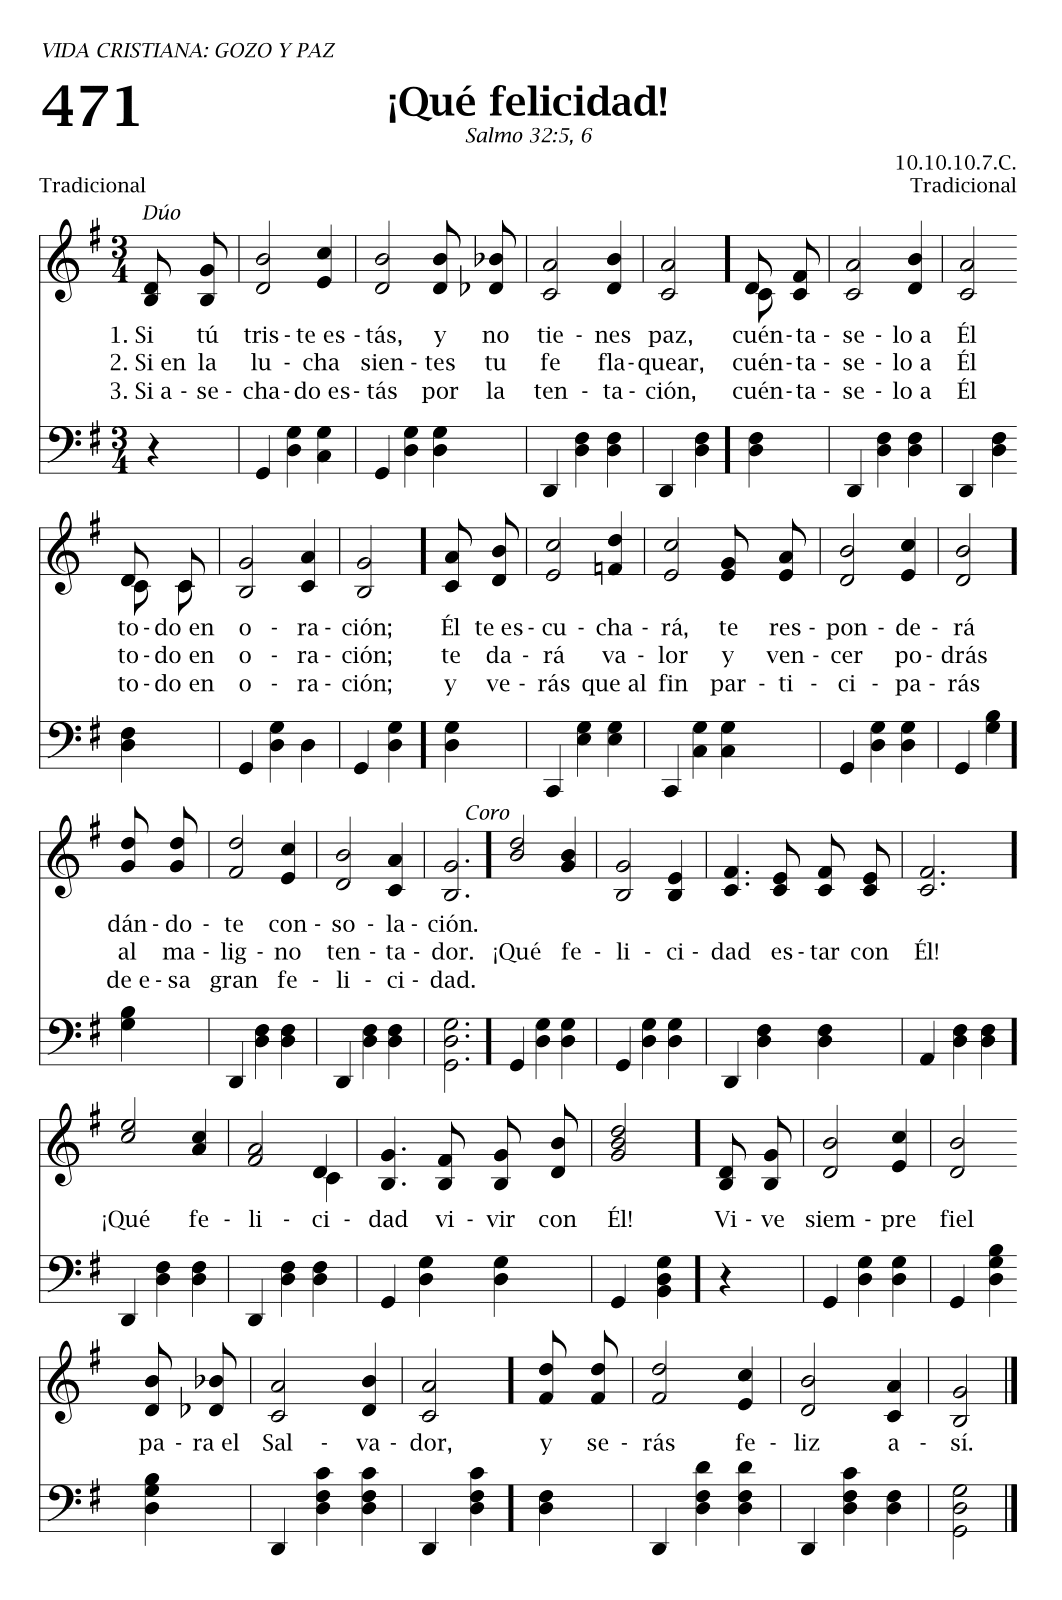 VIDA CRISTIANA: GOZO Y PAZ
471
¡Qué felicidad!
Salmo 32:5, 6
10.10.10.7.C.
Tradicional
Tradicional
Dúo
1. Si tú tris - te es - tás, y no tie - nes paz, cuén - ta - se - lo a Él
2. Si en la lu - cha sien - tes tu fe fla - quear, cuén - ta - se - lo a Él
3. Si a - se - cha - do es - tás por la ten - ta - ción, cuén - ta - se - lo a Él
to - do en o - ra - ción; Él te es - cu - cha - rá, te res - pon - de - rá
to - do en o - ra - ción; te da - rá va - lor y ven - cer po - drás
to - do en o - ra - ción; y ve - rás que al fin par - ti - ci - pa - rás
Coro
dán - do - te con - so - la - ción.
al ma - lig - no ten - ta - dor. ¡Qué fe - li - ci - dad es - tar con Él!
de e - sa gran fe - li - ci - dad.
¡Qué fe - li - ci - dad vi - vir con Él! Vi - ve siem - pre fiel
pa - ra el Sal - va - dor, y se - rás fe - liz a - sí.